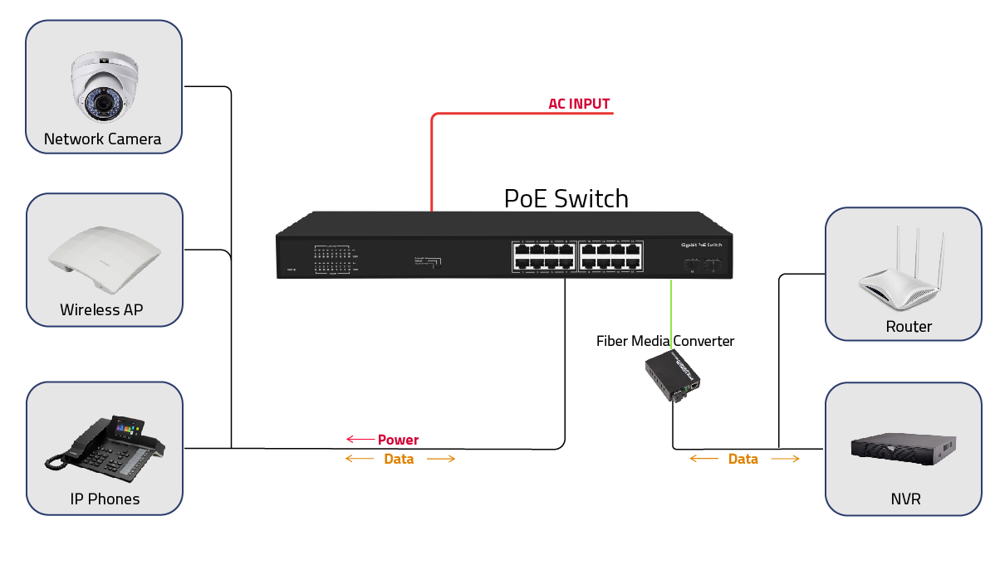 Network Camera
AC INPUT
PoE Switch
Gigabit PoE Switch
Wireless AP
Router
Fiber Media Converter
Power
Data
Data
IP Phones
NVR